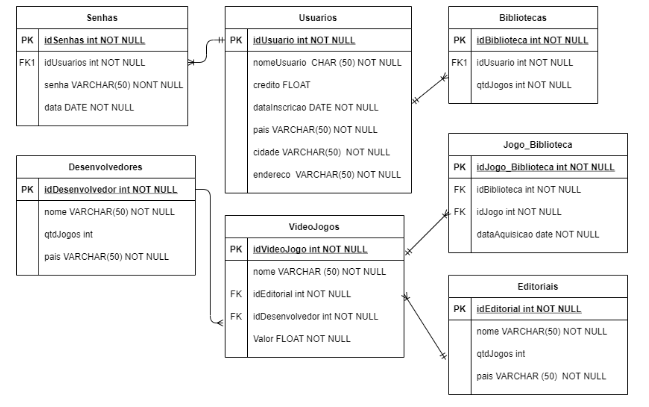 Senhas
PK idSenhas int NOT NULL
FK1 idUsuarios int NOT NULL
senha VARCHAR(50) NONT NULL
data DATE NOT NULL
Usuarios
PK idUsuario int NOT NULL
nomeUsuario CHAR (50) NOT NULL
credito FLOAT
dataInscricao DATE NOT NULL
pais VARCHAR(50) NOT NULL
cidade VARCHAR(50) NOT NULL
endereco VARCHAR(50) NOT NULL
Bibliotecas
PK idBiblioteca int NOT NULL
FK1 idUsuario int NOT NULL
qtdJogos int NOT NULL
Jogo_Biblioteca
PK idJogo_Biblioteca int NOT NULL
FK idBiblioteca int NOT NULL
FK idJogo int NOT NULL
dataAquisicao date NOT NULL
Desenvolvedores
PK idDesenvolvedor int NOT NULL
nome VARCHAR(50) NOT NULL
qtdJogos int
pais VARCHAR(50) NOT NULL
VideoJogos
PK idVideoJogo int NOT NULL
nome VARCHAR (50) NOT NULL
FK idEditorial int NOT NULL
FK idDesenvolvedor int NOT NULL
Valor FLOAT NOT NULL
Editoriais
PK idEditorial int NOT NULL
nome VARCHAR(50) NOT NULL
qtdJogos int
pais VARCHAR (50) NOT NULL